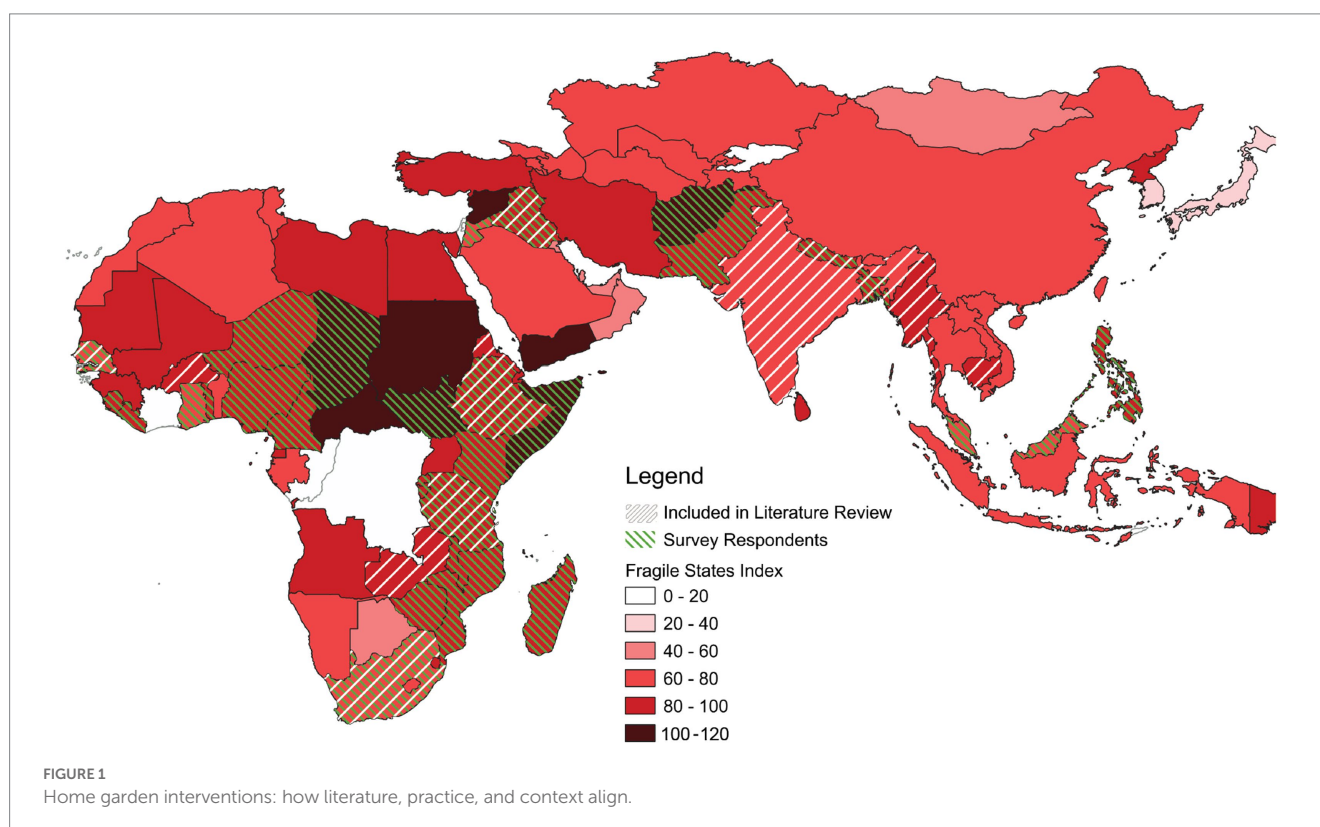 Legend
Included in Literature Review
Survey Respondents
Fragile States Index
0 - 20
20 - 40
40 - 60
60 - 80
80 - 100
100 -120
FIGURE 1
Home garden interventions: how literature, practice, and context align.